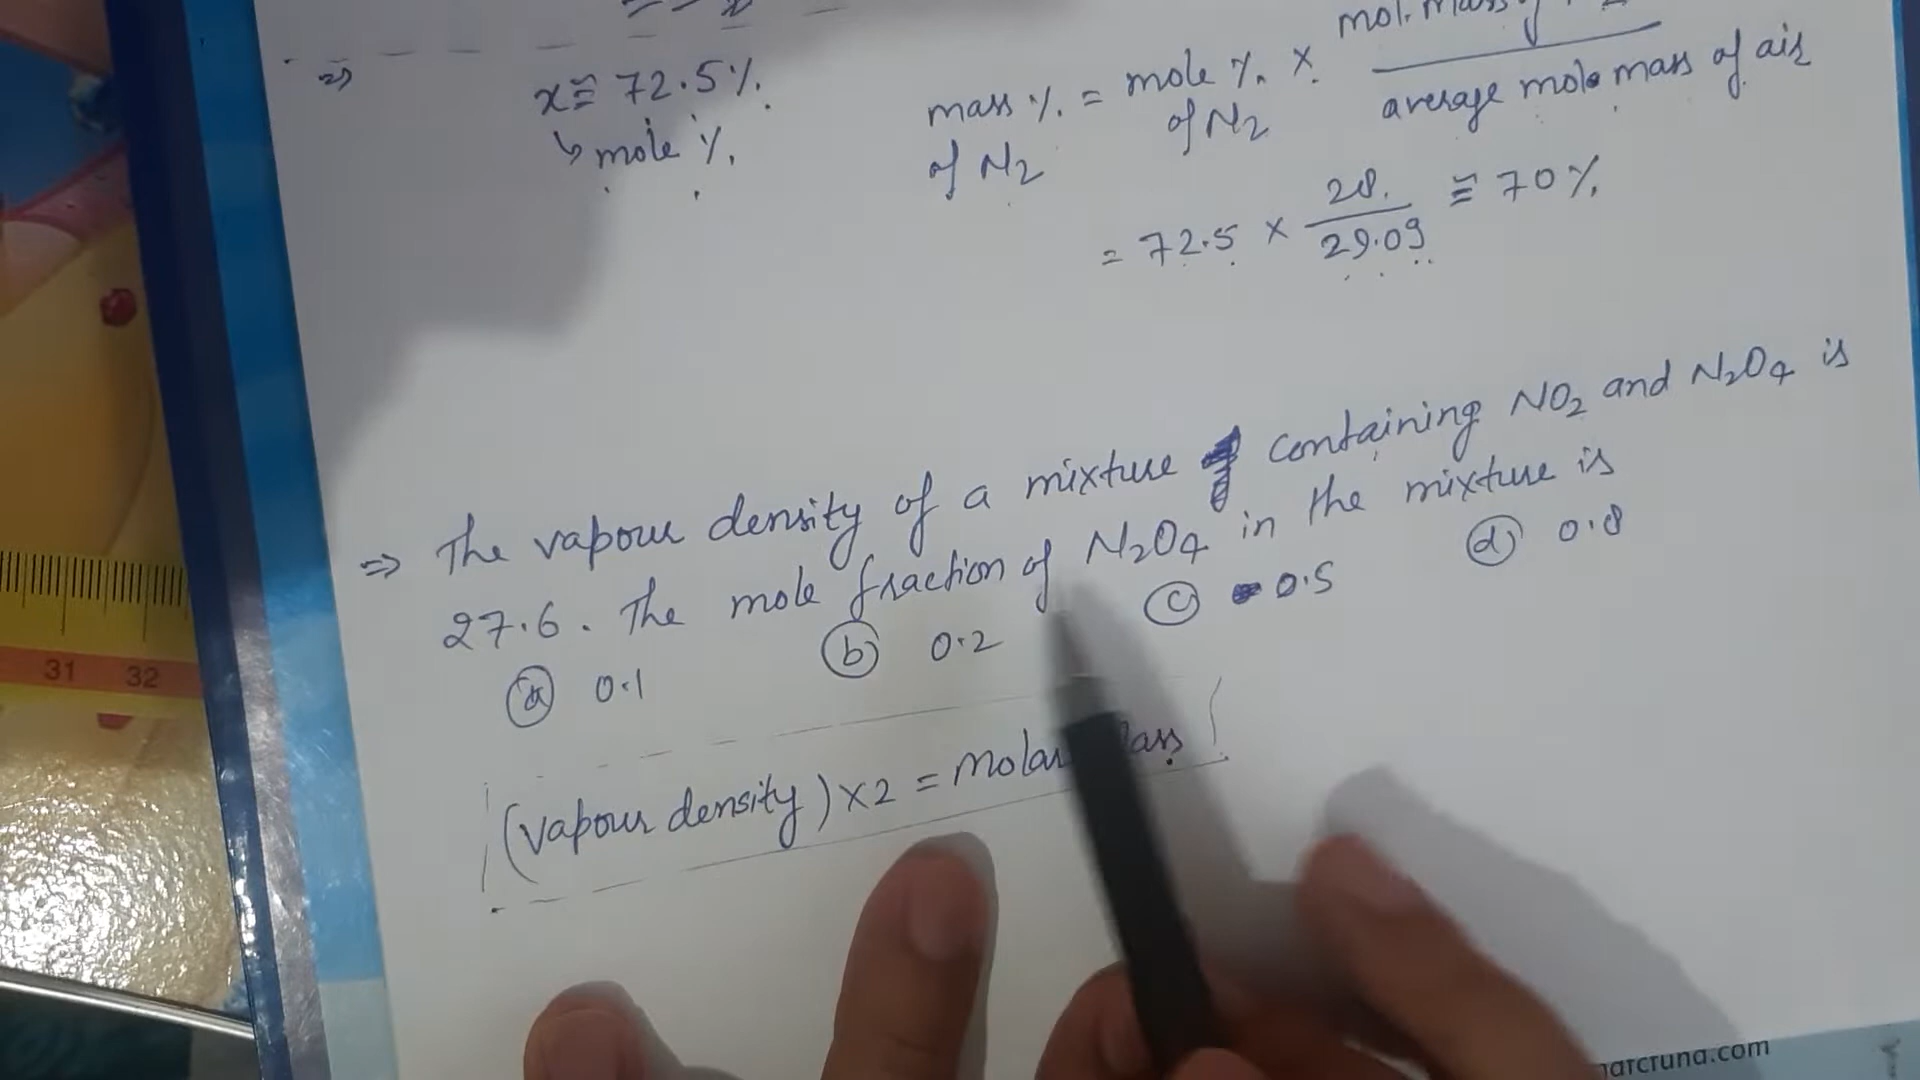 ⇒ x ≅ 72.5%.
↳ mole %.
mol. mass
mass %. = mole %. ×
of N2 of N2 average mole mass of air
= 72.5 × 28. / 29.09 ≅ 70%.
⇒ The vapour density of a mixture containing NO2 and N2O4 is
27.6. The mole fraction of N2O4 in the mixture is
(a) 0.1 (b) 0.2 (c) 0.5 (d) 0.8
(vapour density) ×2 = Molar
31 32